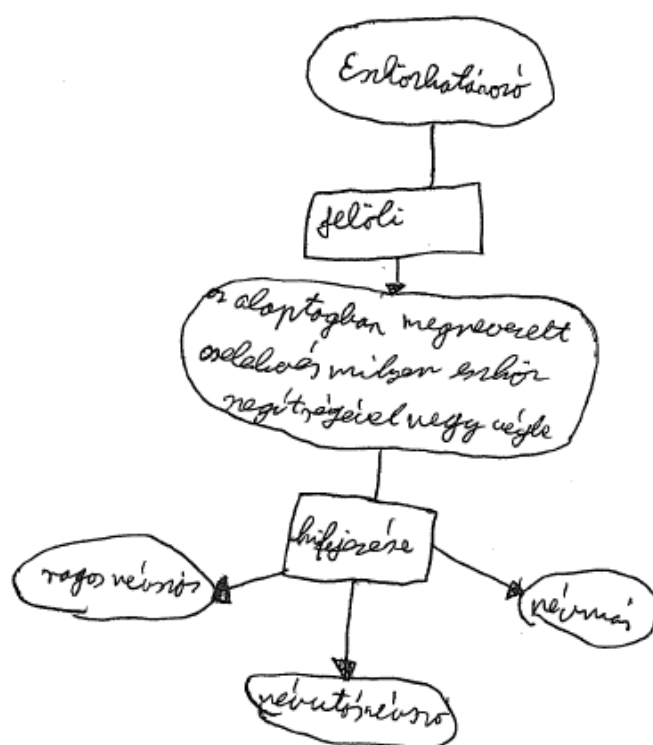 Eszközhatározó
jelöli
az alaptagban megnevezett
cselekvés milyen eszköz
segítségével megy végbe
kifejezése
ragos névszó
névmás
névutós névszó